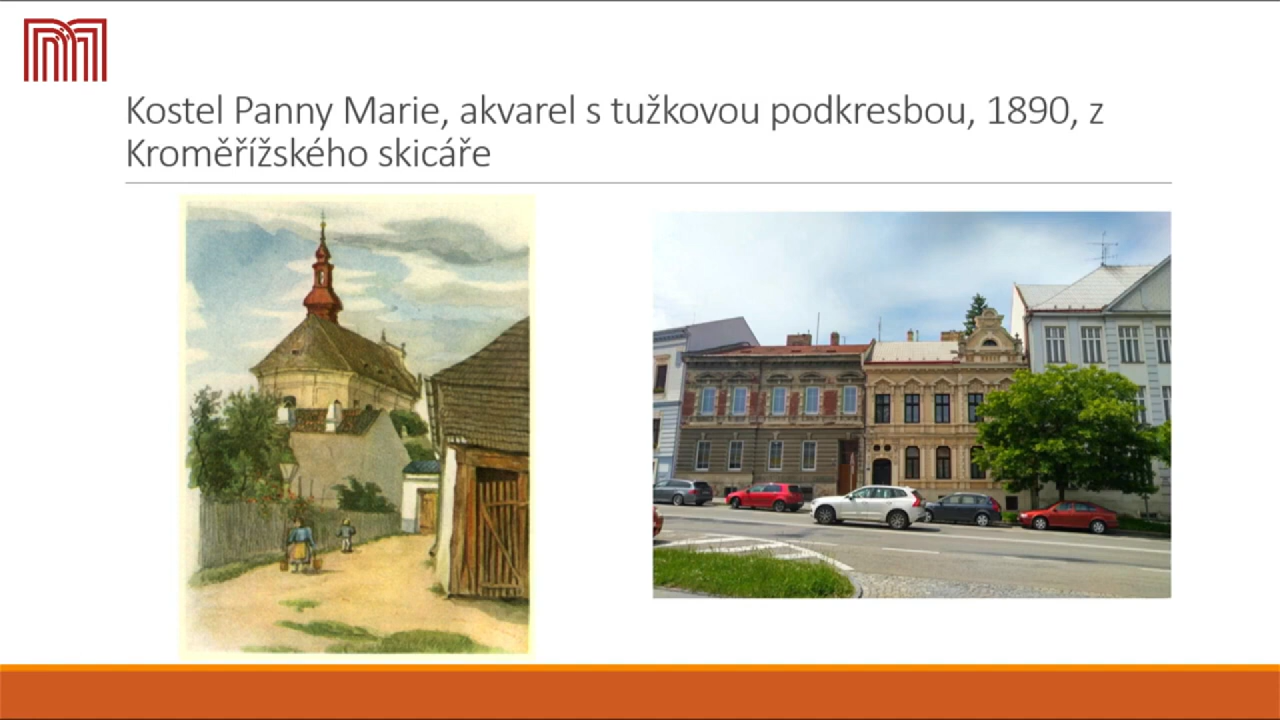 Kostel Panny Marie, akvarel s tužkovou podkresbou, 1890, z
Kroměřížského skicáře